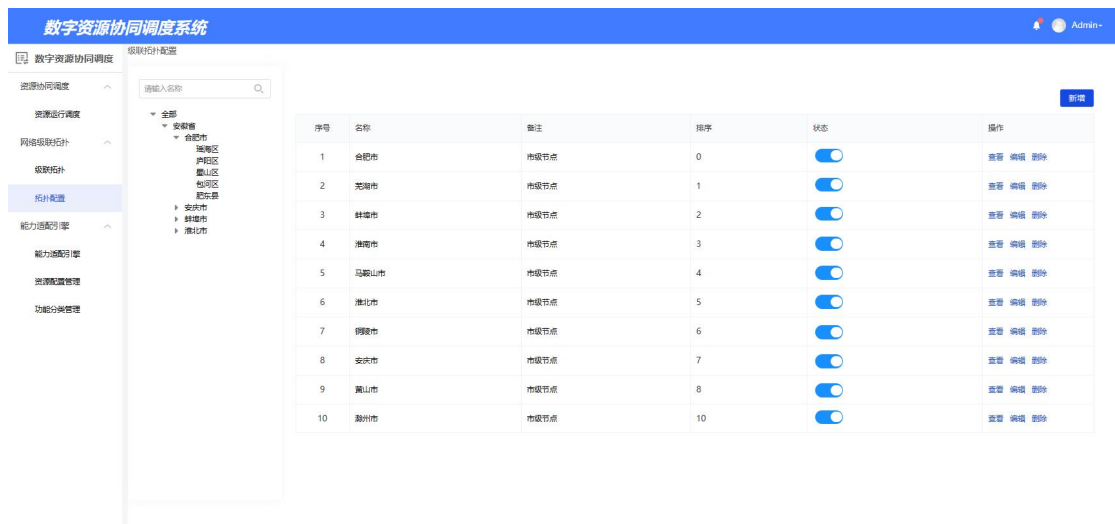 数字资源协同调度系统
Admin
数字资源协同调度
级联拓扑配置
资源协同调度
资源运行调度
网络级联拓扑
级联拓扑
拓扑配置
能力适配引擎
能力适配引擎
资源配置管理
功能分类管理
请输入名称
全部
安徽省
合肥市
瑶海区
庐阳区
蜀山区
包河区
肥东县
安庆市
蚌埠市
淮北市
新增
序号 名称 备注 排序 状态 操作
1 合肥市 市级节点 0 查看 编辑 删除
2 芜湖市 市级节点 1 查看 编辑 删除
3 蚌埠市 市级节点 2 查看 编辑 删除
4 淮南市 市级节点 3 查看 编辑 删除
5 马鞍山市 市级节点 4 查看 编辑 删除
6 淮北市 市级节点 5 查看 编辑 删除
7 铜陵市 市级节点 6 查看 编辑 删除
8 安庆市 市级节点 7 查看 编辑 删除
9 黄山市 市级节点 8 查看 编辑 删除
10 滁州市 市级节点 10 查看 编辑 删除